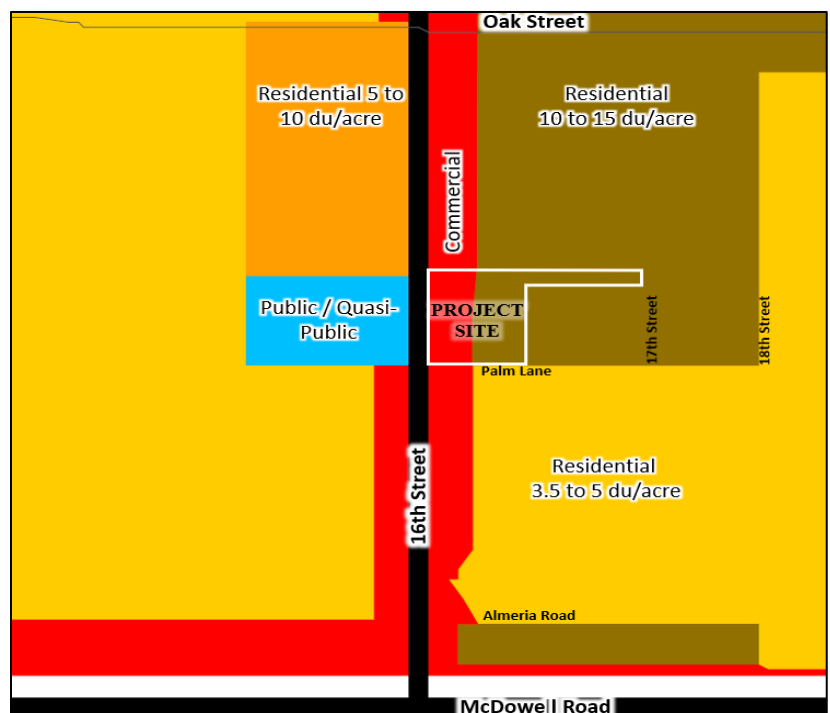 Oak Street
Residential 5 to
10 du/acre
Residential
10 to 15 du/acre
Commercial
Public / Quasi-
Public
PROJECT
SITE
17th Street
18th Street
Palm Lane
16th Street
Residential
3.5 to 5 du/acre
Almeria Road
McDowell Road